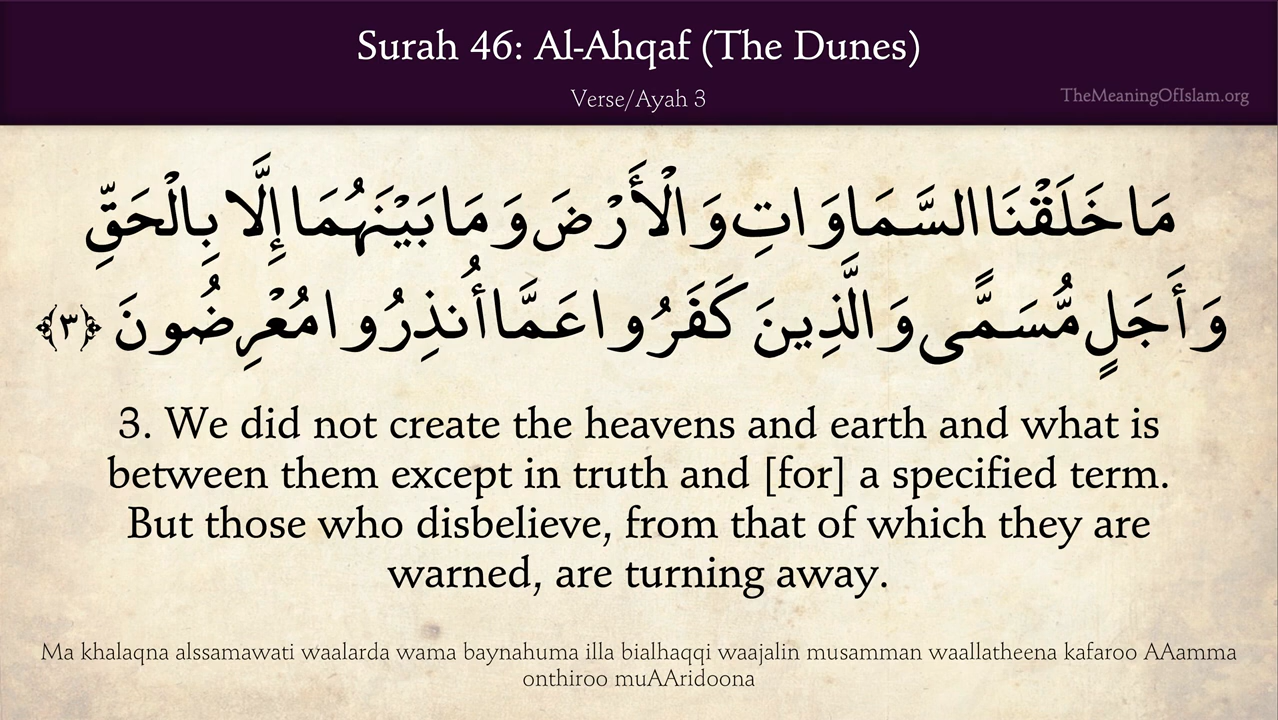 Surah 46: Al-Ahqaf (The Dunes)
Verse/Ayah 3
TheMeaningOfIslam.org
مَا خَلَقْنَا السَّمَاوَاتِ وَالْأَرْضَ وَمَا بَيْنَهُمَا إِلَّا بِالْحَقِّ
وَأَجَلٍ مُّسَمًّى وَالَّذِينَ كَفَرُوا عَمَّا أُنذِرُوا مُعْرِضُونَ ﴿٣﴾
3. We did not create the heavens and earth and what is
between them except in truth and [for] a specified term.
But those who disbelieve, from that of which they are
warned, are turning away.
Ma khalaqna alssamawati waalarda wama baynahuma illa bialhaqqi waajalin musamman waallatheena kafaroo AAamma
onthiroo muAAridoona